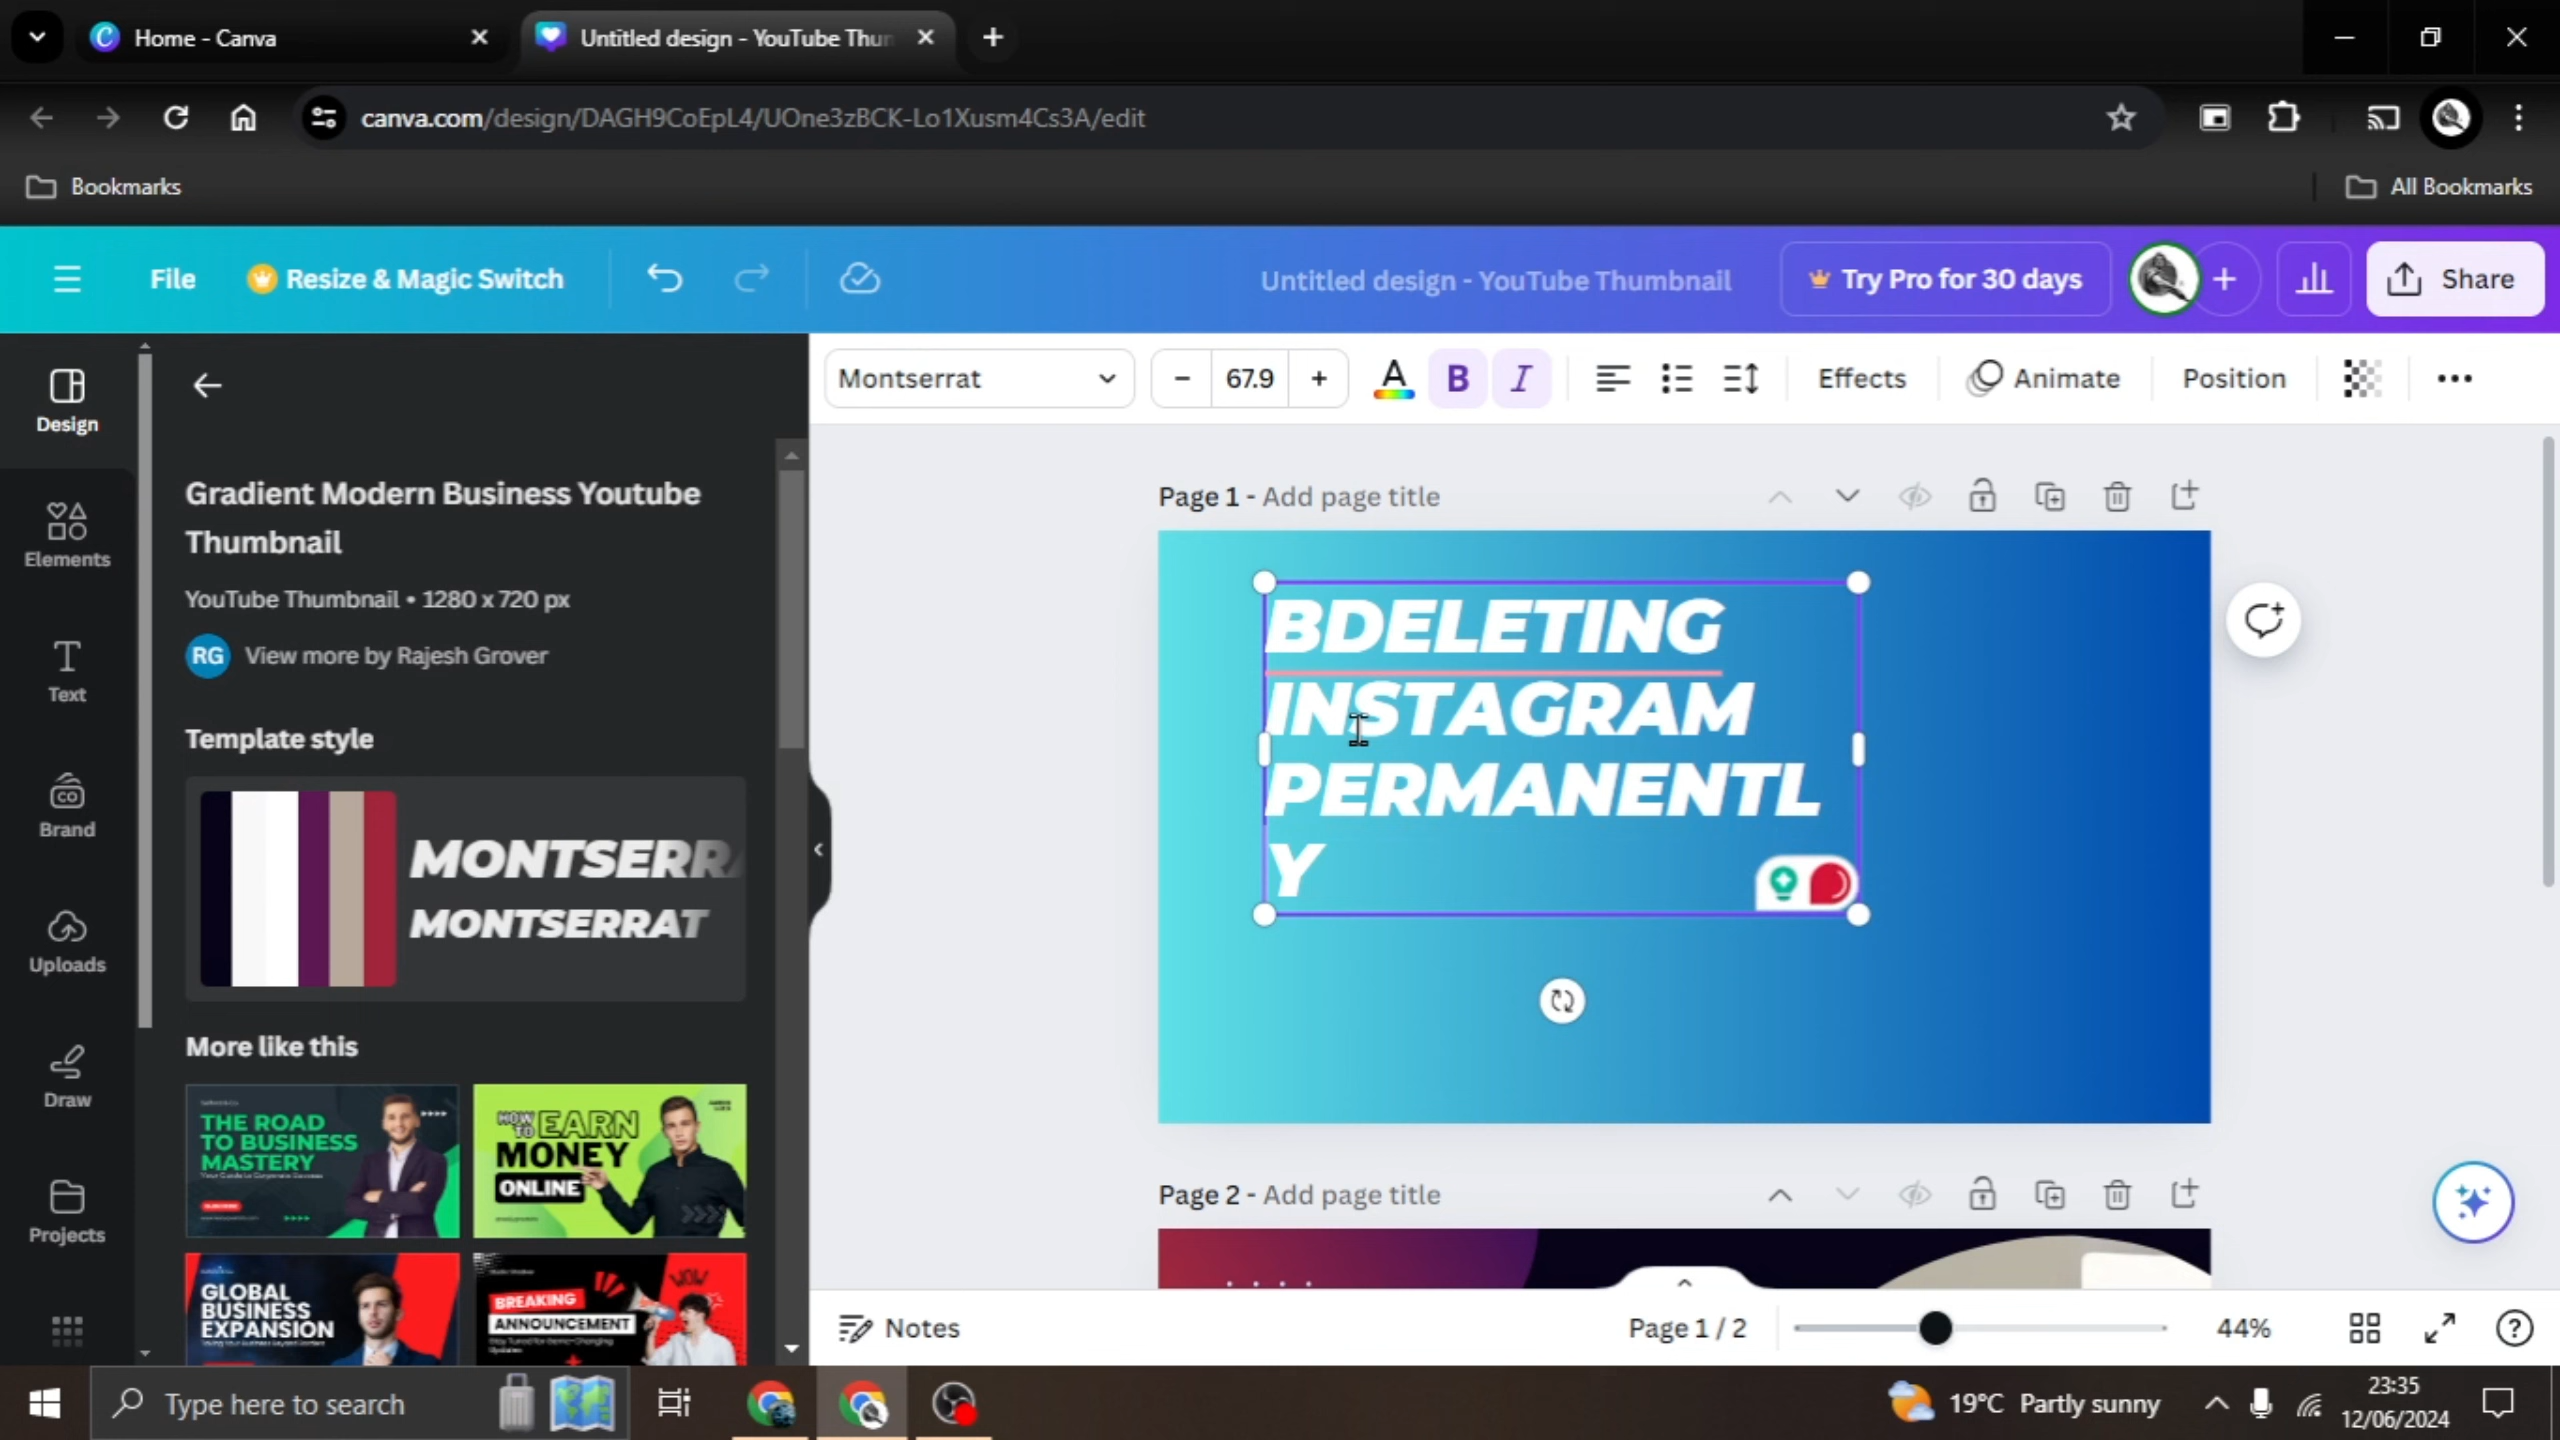 Home - Canva
Untitled design - YouTube Thur
canva.com/design/DAGH9CoEpL4/UOne3zBCK-Lo1Xusm4Cs3A/edit
Bookmarks
All Bookmarks
File
Resize & Magic Switch
Untitled design - YouTube Thumbnail
Try Pro for 30 days
Share
Design
Elements
Text
Brand
Uploads
Draw
Projects
Gradient Modern Business Youtube
Thumbnail
YouTube Thumbnail • 1280 x 720 px
RG View more by Rajesh Grover
Template style
MONTSERRA
MONTSERRAT
More like this
THE ROAD
TO BUSINESS
MASTERY
HOW TO EARN
MONEY
ONLINE
GLOBAL
BUSINESS
EXPANSION
BREAKING
ANNOUNCEMENT
WOW
Montserrat
67.9
Effects
Animate
Position
Page 1 - Add page title
BDELETING
INSTAGRAM
PERMANENTL
Y
Page 2 - Add page title
Notes
Page 1 / 2
44%
Type here to search
19°C Partly sunny
23:35
12/06/2024